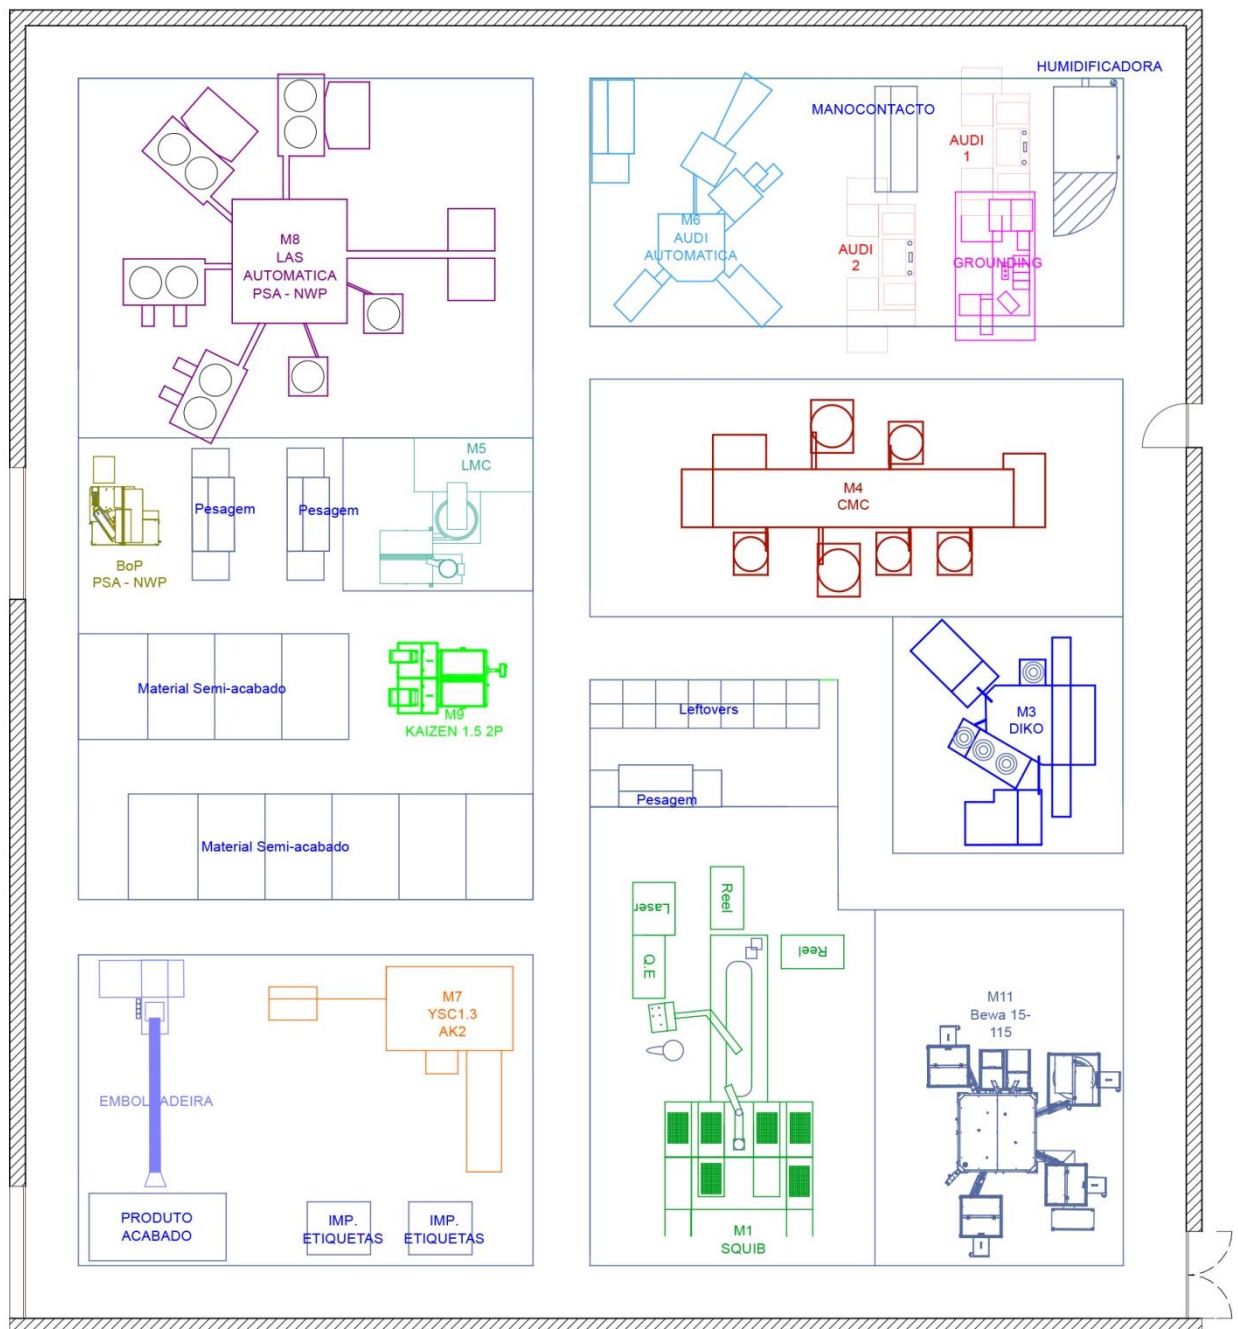 HUMIDIFICADORA
MANOCONTACTO
AUDI
1
M8
LAS
AUTOMATICA
PSA - NWP
M6
AUDI
AUTOMATICA
AUDI
2
GROUNDING
M5
LMC
M4
CMC
Pesagem
Pesagem
BoP
PSA - NWP
Material Semi-acabado
M9
KAIZEN 1.5 2P
Leftovers
M3
DIKO
Pesagem
Material Semi-acabado
Laser
Reel
Q.E
Reel
M7
YSC1.3
AK2
M11
Bewa 15-
115
EMBOLSADEIRA
PRODUTO
ACABADO
IMP.
ETIQUETAS
IMP.
ETIQUETAS
M1
SQUIB